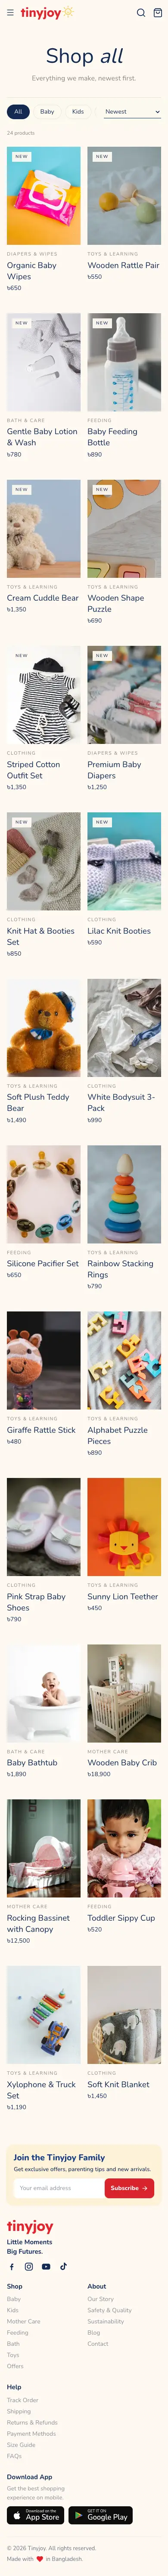 tinyjoy
Shop all
Everything we make, newest first.
All
Baby
Kids
Newest
24 products
NEW
NEW
DIAPERS & WIPES
Organic Baby
Wipes
৳650
TOYS & LEARNING
Wooden Rattle Pair
৳550
NEW
NEW
BATH & CARE
Gentle Baby Lotion
& Wash
৳780
FEEDING
Baby Feeding
Bottle
৳890
NEW
NEW
TOYS & LEARNING
Cream Cuddle Bear
৳1,350
TOYS & LEARNING
Wooden Shape
Puzzle
৳690
NEW
NEW
CLOTHING
Striped Cotton
Outfit Set
৳1,350
DIAPERS & WIPES
Premium Baby
Diapers
৳1,250
NEW
NEW
CLOTHING
Knit Hat & Booties
Set
৳850
CLOTHING
Lilac Knit Booties
৳590
TOYS & LEARNING
Soft Plush Teddy
Bear
৳1,490
CLOTHING
White Bodysuit 3-
Pack
৳990
FEEDING
Silicone Pacifier Set
৳650
TOYS & LEARNING
Rainbow Stacking
Rings
৳790
TOYS & LEARNING
Giraffe Rattle Stick
৳480
TOYS & LEARNING
Alphabet Puzzle
Pieces
৳890
CLOTHING
Pink Strap Baby
Shoes
৳790
TOYS & LEARNING
Sunny Lion Teether
৳450
BATH & CARE
Baby Bathtub
৳1,890
MOTHER CARE
Wooden Baby Crib
৳18,900
MOTHER CARE
Rocking Bassinet
with Canopy
৳12,500
FEEDING
Toddler Sippy Cup
৳520
TOYS & LEARNING
Xylophone & Truck
Set
৳1,190
CLOTHING
Soft Knit Blanket
৳1,450
Join the Tinyjoy Family
Get exclusive offers, parenting tips and new arrivals.
Your email address
Subscribe →
tinyjoy
Little Moments
Big Futures.
Shop
Baby
Kids
Mother Care
Feeding
Bath
Toys
Offers
About
Our Story
Safety & Quality
Sustainability
Blog
Contact
Help
Track Order
Shipping
Returns & Refunds
Payment Methods
Size Guide
FAQs
Download App
Get the best shopping
experience on mobile.
Download on the
App Store
GET IT ON
Google Play
© 2026 Tinyjoy. All rights reserved.
Made with ❤ in Bangladesh.